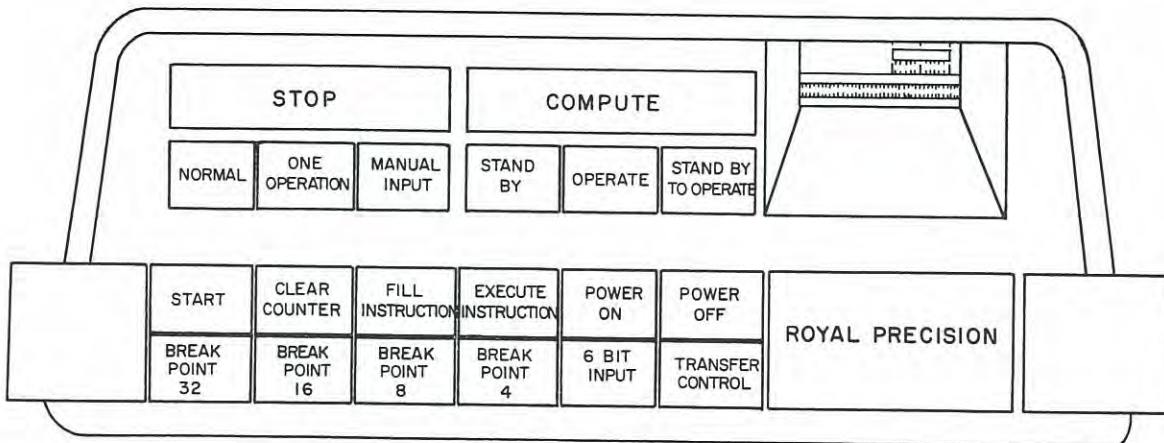 STOP
COMPUTE
NORMAL
ONE
OPERATION
MANUAL
INPUT
STAND
BY
OPERATE
STAND BY
TO OPERATE
START
CLEAR
COUNTER
FILL
INSTRUCTION
EXECUTE
INSTRUCTION
POWER
ON
POWER
OFF
ROYAL PRECISION
BREAK
POINT
32
BREAK
POINT
16
BREAK
POINT
8
BREAK
POINT
4
6 BIT
INPUT
TRANSFER
CONTROL